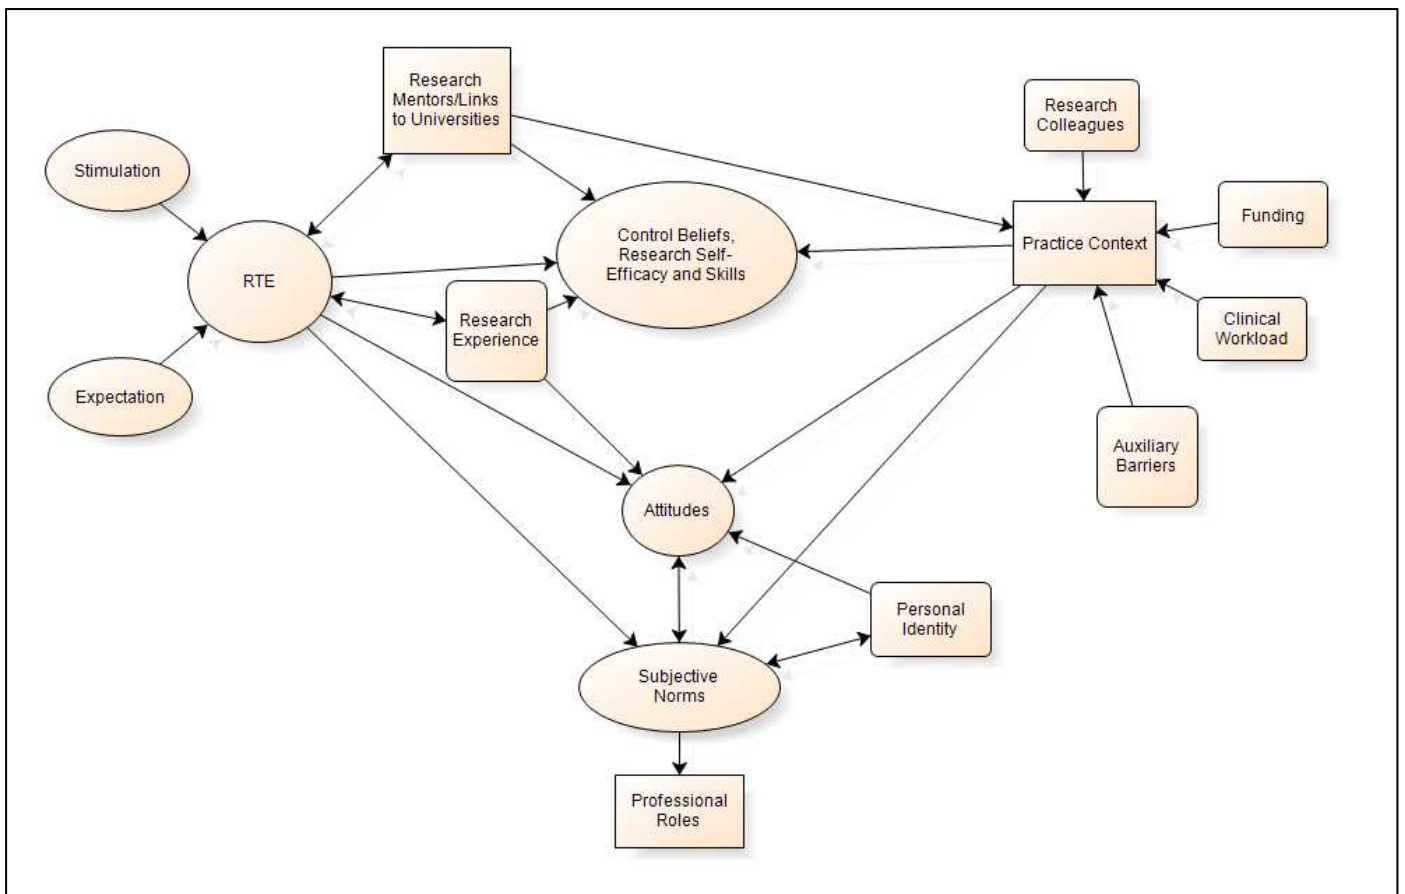 Research
Mentors/Links
to Universities
Research
Colleagues
Stimulation
Funding
Control Beliefs,
Research Self-
Efficacy and Skills
Practice Context
RTE
Research
Experience
Clinical
Workload
Expectation
Auxiliary
Barriers
Attitudes
Personal
Identity
Subjective
Norms
Professional
Roles